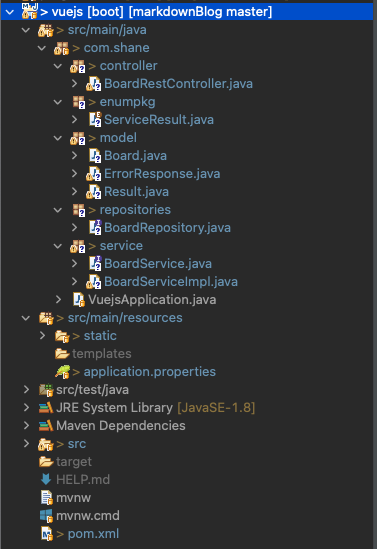 > vuejs [boot] [markdownBlog master]
> src/main/java
> com.shane
> controller
> BoardRestController.java
> enumpkg
> ServiceResult.java
> model
> Board.java
> ErrorResponse.java
> Result.java
> repositories
> BoardRepository.java
> service
> BoardService.java
> BoardServiceImpl.java
VuejsApplication.java
> src/main/resources
> static
templates
> application.properties
src/test/java
JRE System Library [JavaSE-1.8]
Maven Dependencies
> src
target
HELP.md
mvnw
mvnw.cmd
> pom.xml